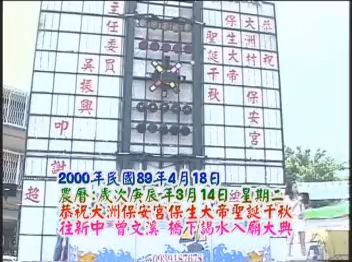 恭祝
大洲村保安宮
保生大帝
聖誕千秋
主任委員
吳振興
叩謝
超
2000年民國89年4月18日
農曆:歲次庚辰年3月14日 星期二
恭祝大洲保安宮保生大帝聖誕千秋
往新中 曾文溪 橋下謁水入廟大典